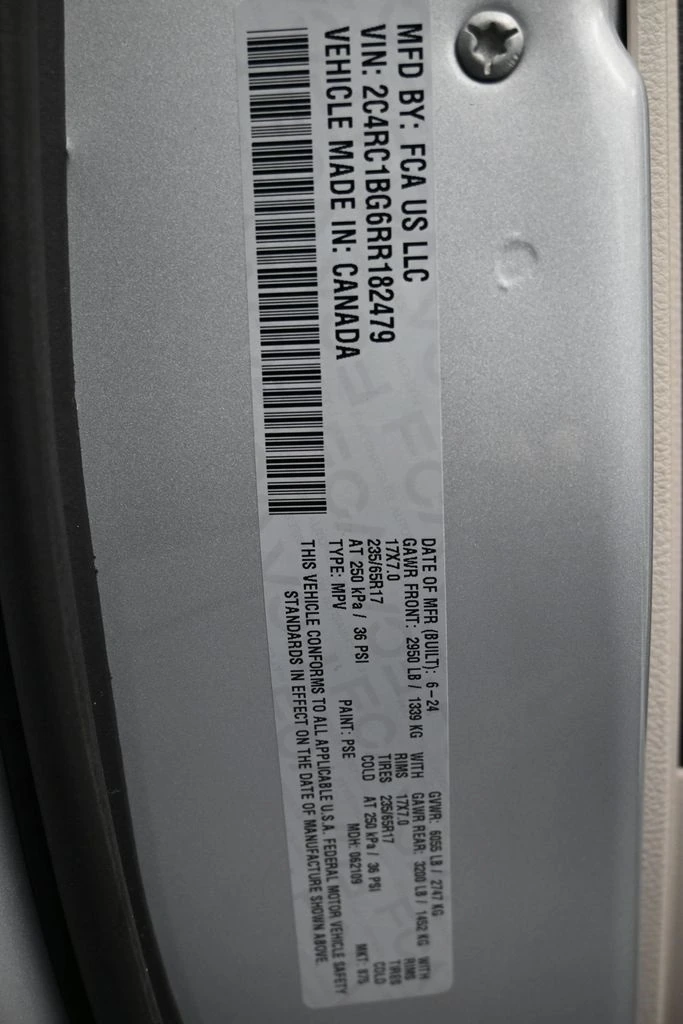 MFD BY: FCA US LLC
VIN: 2C4RC1BG6RR182479
VEHICLE MADE IN: CANADA
DATE OF MFR (BUILT): 6-24 GVWR: 6055 LB / 2747 KG
GAWR FRONT: 2950 LB / 1339 KG WITH GAWR REAR: 3200 LB / 1452 KG WITH
17X7.0 RIMS 17X7.0 RIMS
235/65R17 TIRES 235/65R17 TIRES
AT 250 kPa / 36 PSI COLD AT 250 kPa / 36 PSI COLD
TYPE: MPV PAINT: PSE MDH: 062109 MKT: 875
THIS VEHICLE CONFORMS TO ALL APPLICABLE U.S.A. FEDERAL MOTOR VEHICLE SAFETY
STANDARDS IN EFFECT ON THE DATE OF MANUFACTURE SHOWN ABOVE.